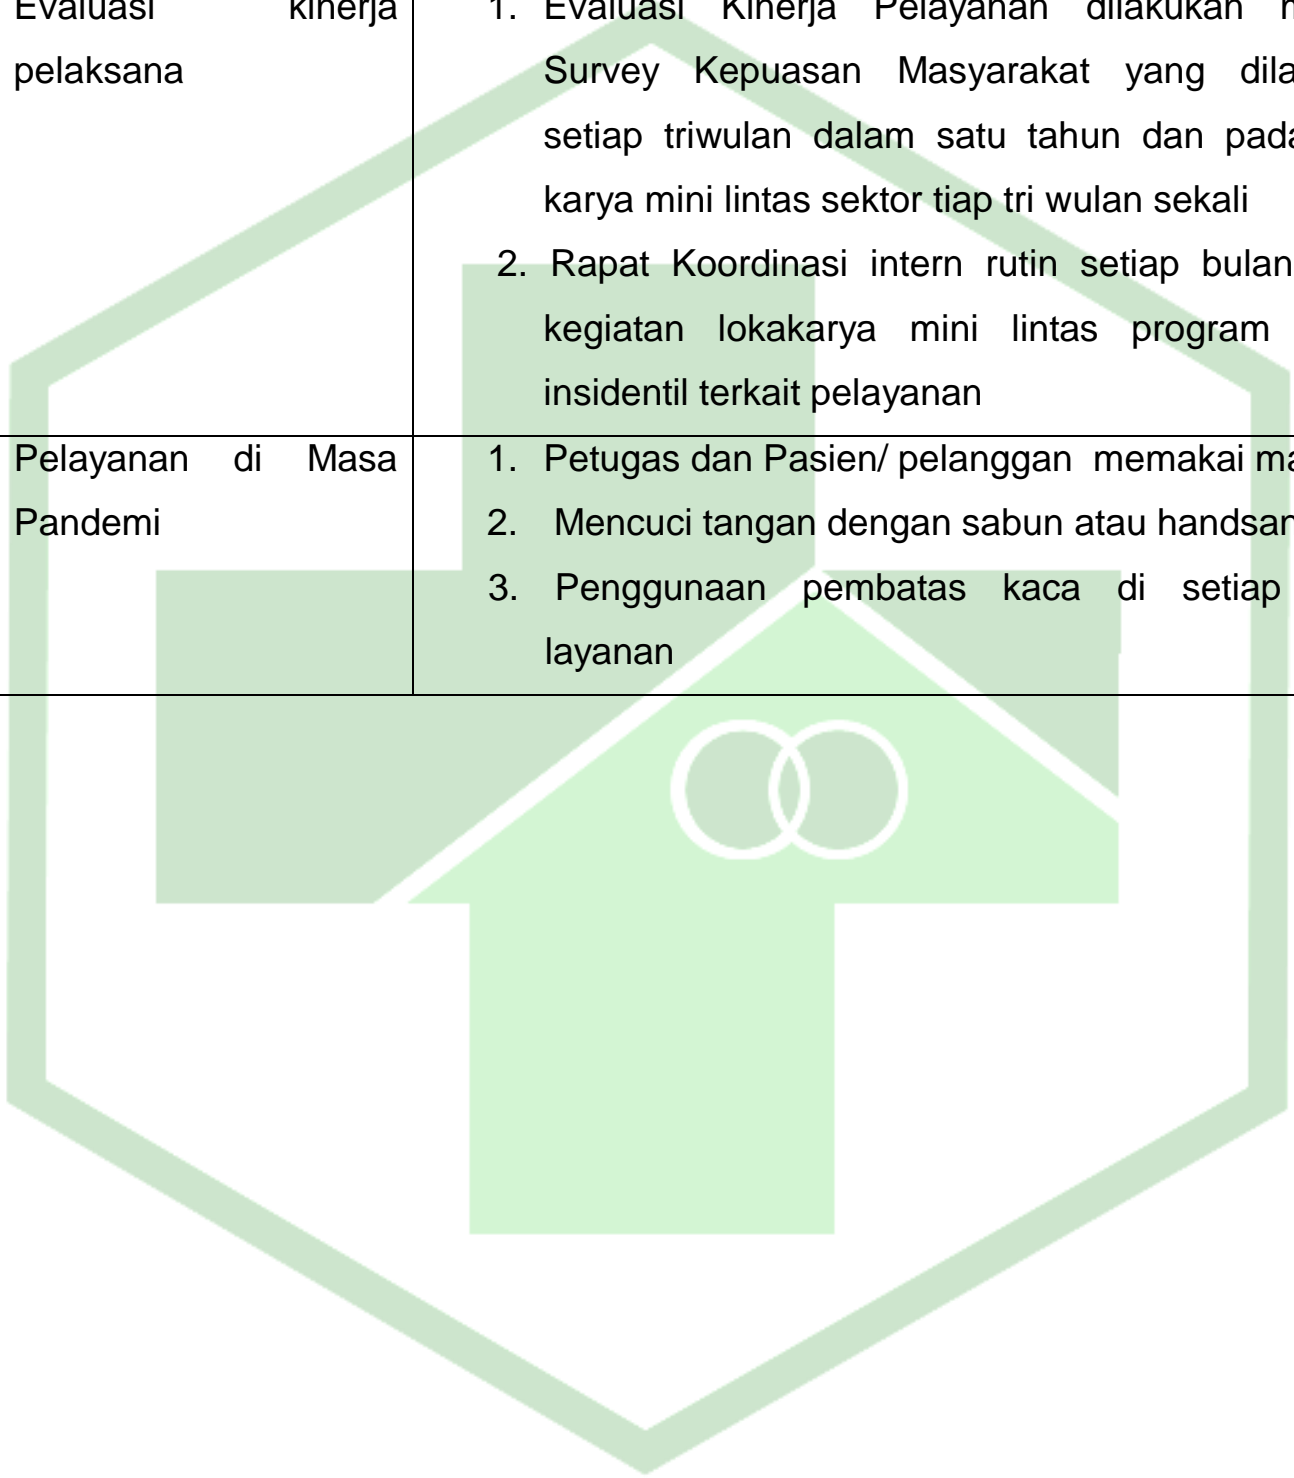 Evaluasi kinerja
pelaksana
1. Evaluasi Kinerja Pelayanan dilakukan
Survey Kepuasan Masyarakat yang
setiap triwulan dalam satu tahun dan pada
karya mini lintas sektor tiap tri wulan sekali
2. Rapat Koordinasi intern rutin setiap bulan
kegiatan lokakarya mini lintas program
insidentil terkait pelayanan
Pelayanan di Masa
Pandemi
1. Petugas dan Pasien/ pelanggan memakai
2. Mencuci tangan dengan sabun atau
3. Penggunaan pembatas kaca di setiap
layanan